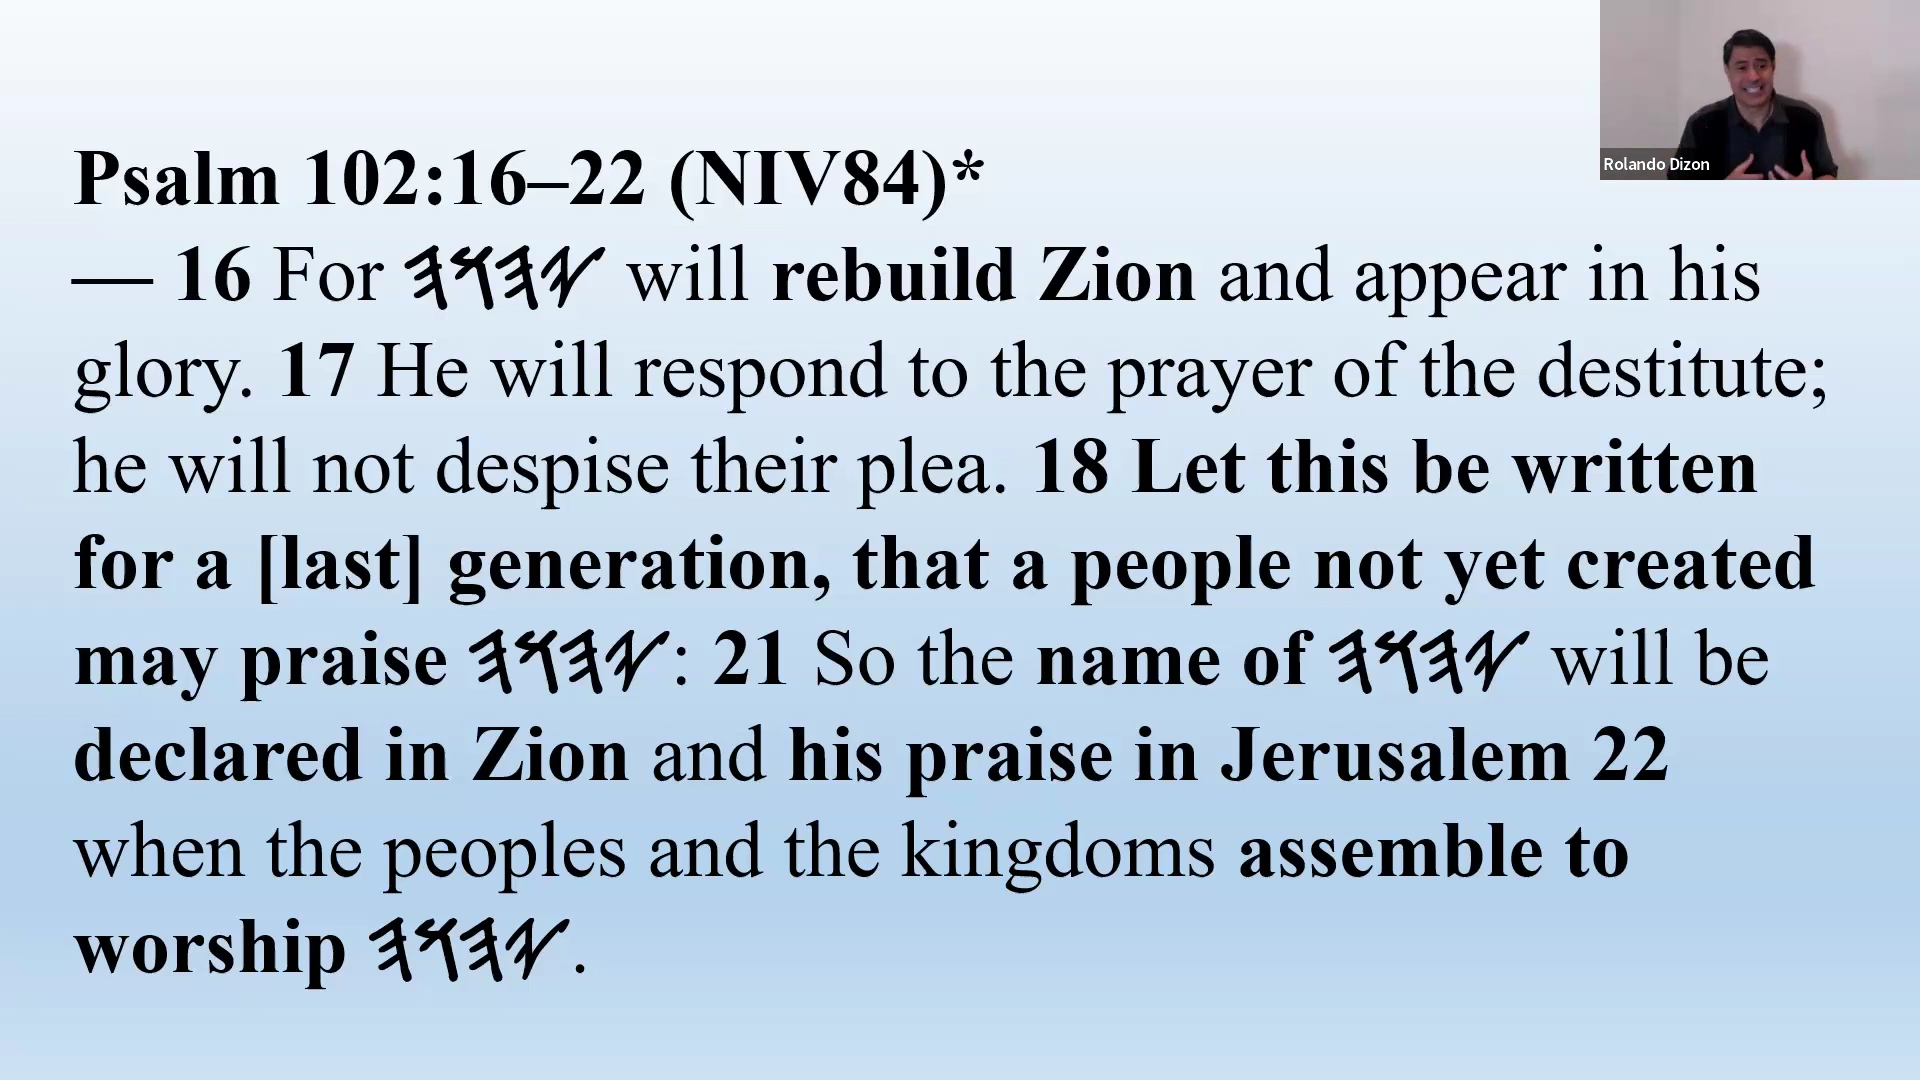 Rolando Dizon
Psalm 102:16–22 (NIV84)*
— 16 For 𐤉𐤄𐤅𐤄 will rebuild Zion and appear in his
glory. 17 He will respond to the prayer of the destitute;
he will not despise their plea. 18 Let this be written
for a [last] generation, that a people not yet created
may praise 𐤉𐤄𐤅𐤄: 21 So the name of 𐤉𐤄𐤅𐤄 will be
declared in Zion and his praise in Jerusalem 22
when the peoples and the kingdoms assemble to
worship 𐤉𐤄𐤅𐤄.